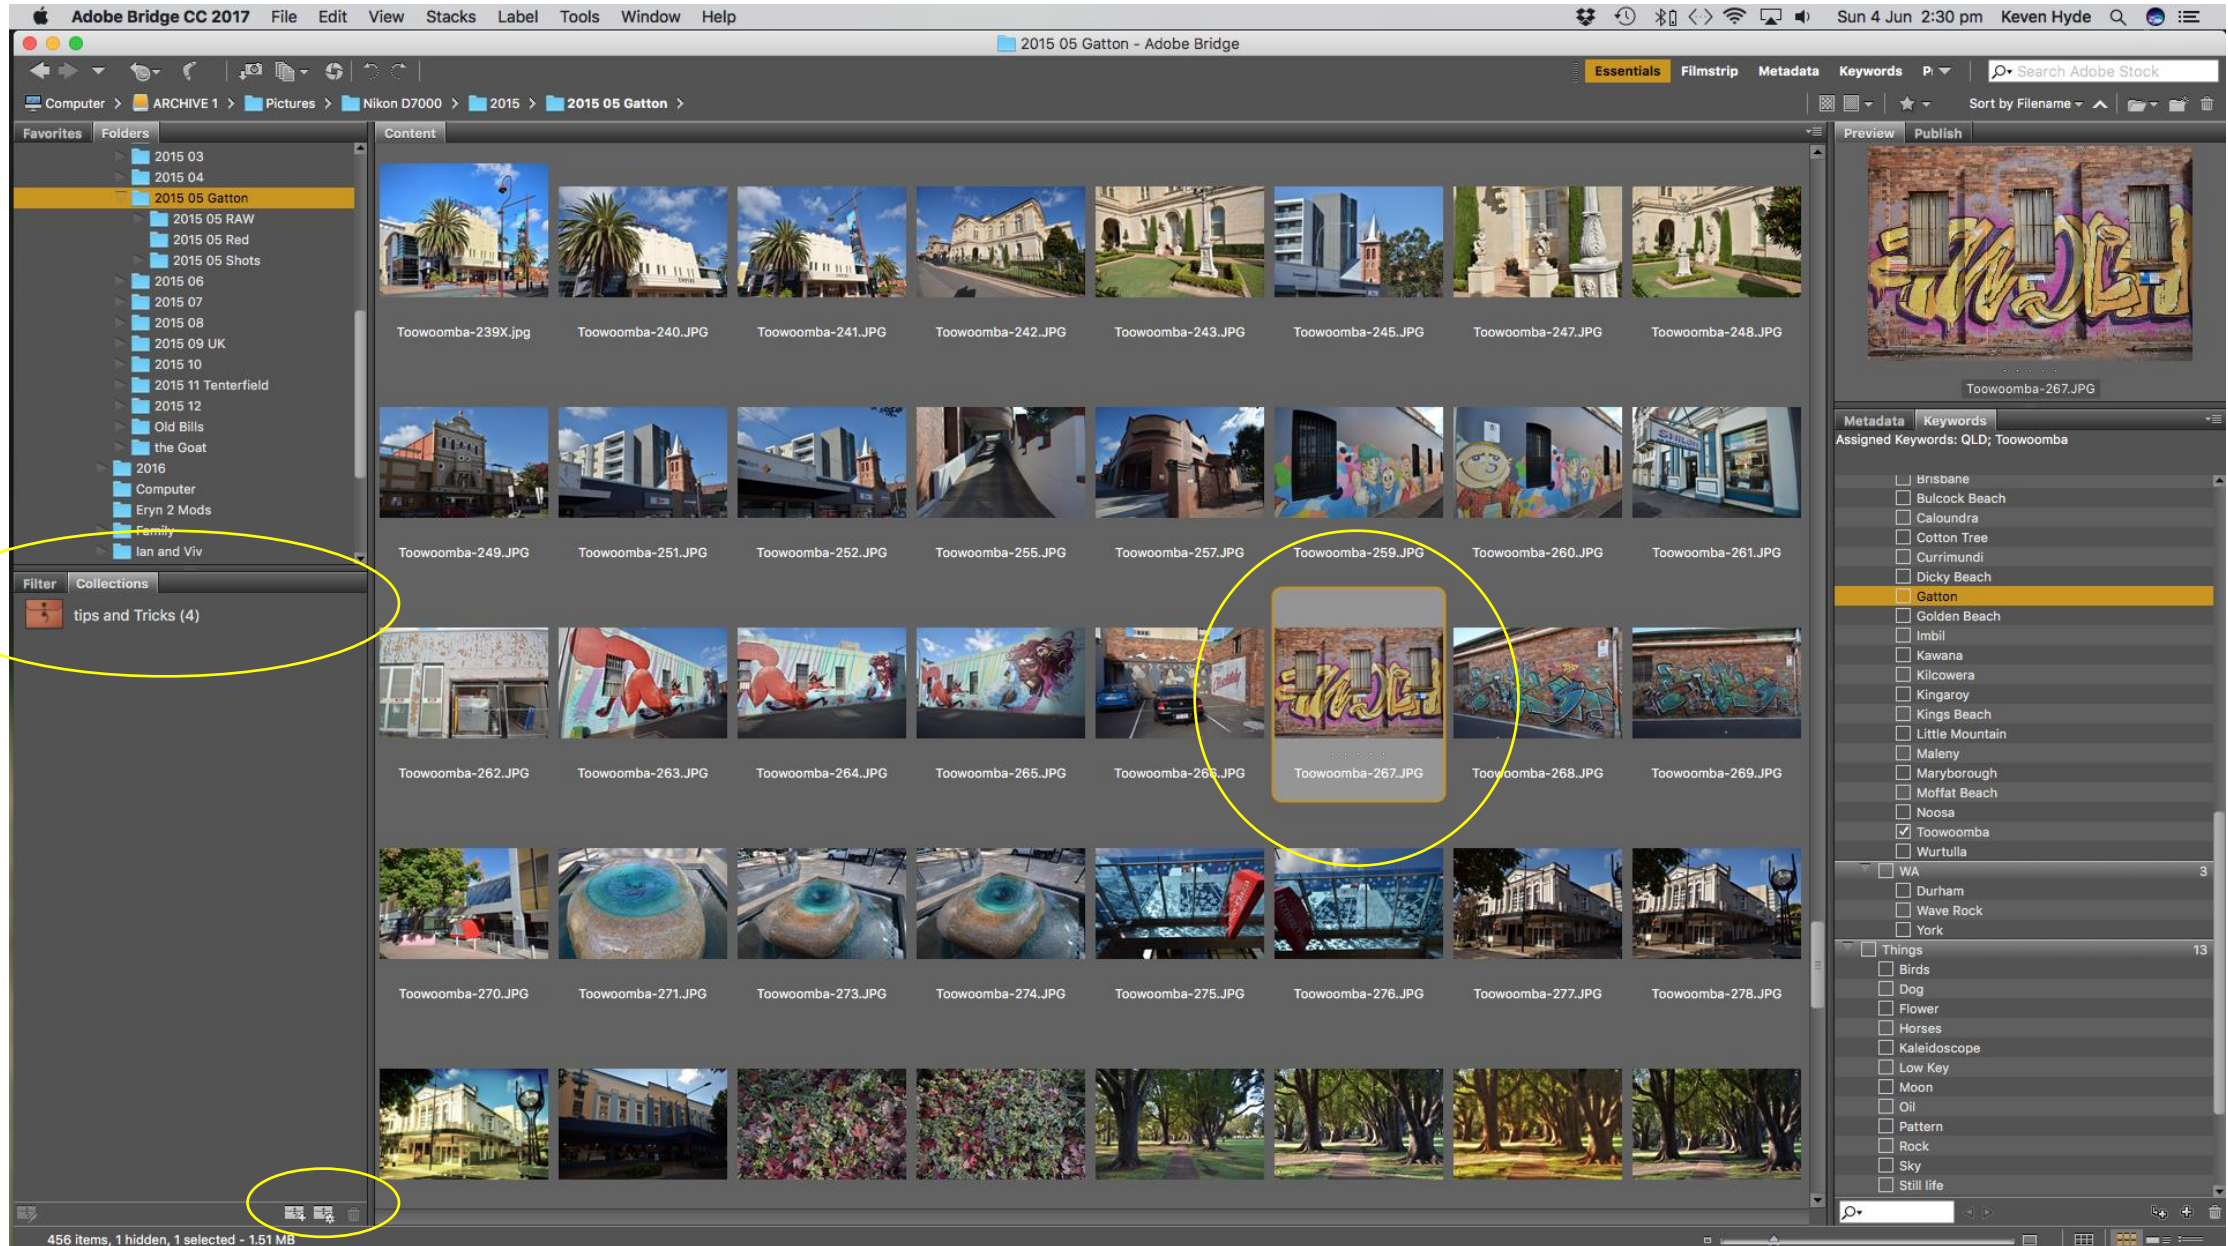 Adobe Bridge CC 2017 File Edit View Stacks Label Tools Window Help Sun 4 Jun 2:30 pm Keven Hyde
2015 05 Gatton - Adobe Bridge
Essentials Filmstrip Metadata Keywords Search Adobe Stock
Computer ARCHIVE 1 Pictures Nikon D7000 2015 2015 05 Gatton Sort by Filename
Favorites Folders
2015 03
2015 04
2015 05 Gatton
2015 05 RAW
2015 05 Red
2015 05 Shots
2015 06
2015 07
2015 08
2015 09 UK
2015 10
2015 11 Tenterfield
2015 12
Old Bills
the Goat
2016
Computer
Eryn 2 Mods
Family
Ian and Viv
Filter Collections
tips and Tricks (4)
Content
Toowoomba-239X.jpg Toowoomba-240.JPG Toowoomba-241.JPG Toowoomba-242.JPG Toowoomba-243.JPG Toowoomba-245.JPG Toowoomba-247.JPG Toowoomba-248.JPG
Toowoomba-249.JPG Toowoomba-251.JPG Toowoomba-252.JPG Toowoomba-255.JPG Toowoomba-257.JPG Toowoomba-259.JPG Toowoomba-260.JPG Toowoomba-261.JPG
Toowoomba-262.JPG Toowoomba-263.JPG Toowoomba-264.JPG Toowoomba-265.JPG Toowoomba-266.JPG Toowoomba-267.JPG Toowoomba-268.JPG Toowoomba-269.JPG
Toowoomba-270.JPG Toowoomba-271.JPG Toowoomba-273.JPG Toowoomba-274.JPG Toowoomba-275.JPG Toowoomba-276.JPG Toowoomba-277.JPG Toowoomba-278.JPG
Preview Publish
Toowoomba-267.JPG
Metadata Keywords
Assigned Keywords: QLD; Toowoomba
Brisbane
Bulcock Beach
Caloundra
Cotton Tree
Currimundi
Dicky Beach
Gatton
Golden Beach
Imbil
Kawana
Kilcowera
Kingaroy
Kings Beach
Little Mountain
Maleny
Maryborough
Moffat Beach
Noosa
Toowoomba
Wurtulla
WA 3
Durham
Wave Rock
York
Things 13
Birds
Dog
Flower
Horses
Kaleidoscope
Low Key
Moon
Oil
Pattern
Rock
Sky
Still life
456 items, 1 hidden, 1 selected - 1.51 MB